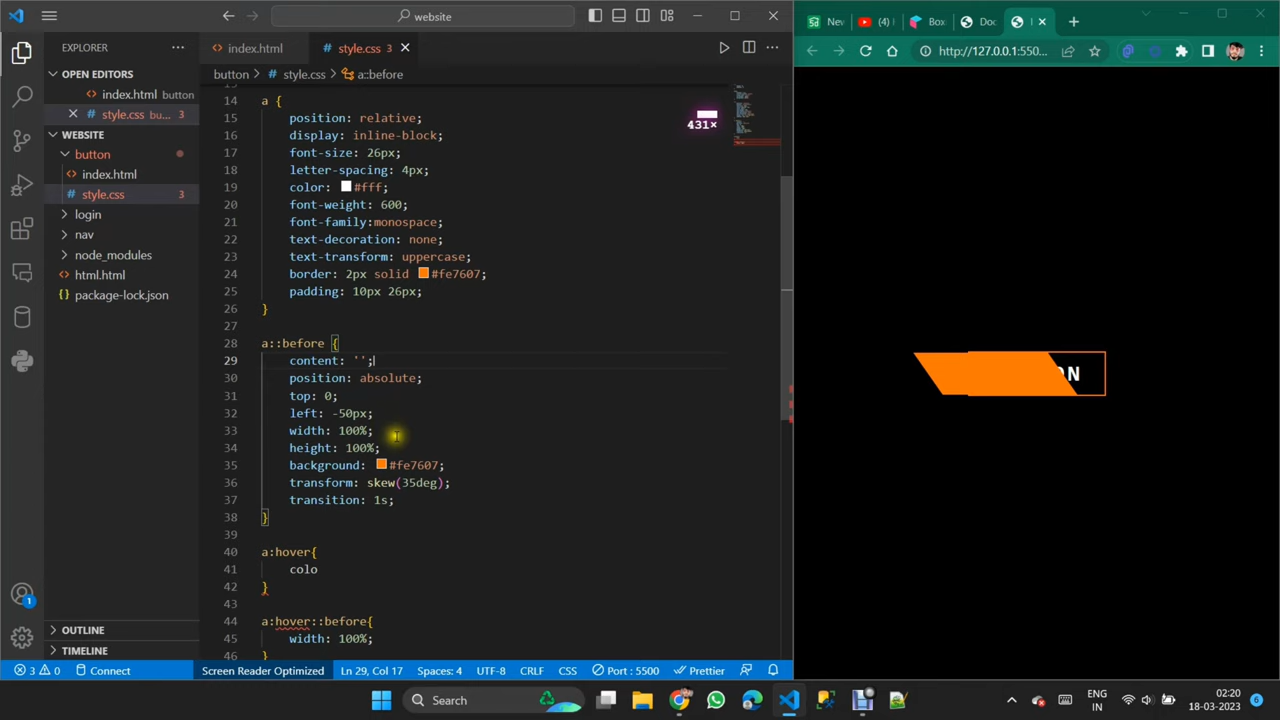 website
New
(4)
Box
Doc
http://127.0.0.1:5500...
EXPLORER
index.html
style.css 3
OPEN EDITORS
index.html button
style.css bu... 3
WEBSITE
button
index.html
style.css 3
login
nav
node_modules
html.html
package-lock.json
OUTLINE
TIMELINE
button > style.css > a::before
431×
14 a {
15 position: relative;
16 display: inline-block;
17 font-size: 26px;
18 letter-spacing: 4px;
19 color: #fff;
20 font-weight: 600;
21 font-family:monospace;
22 text-decoration: none;
23 text-transform: uppercase;
24 border: 2px solid #fe7607;
25 padding: 10px 26px;
26 }
27
28 a::before {
29 content: '';
30 position: absolute;
31 top: 0;
32 left: -50px;
33 width: 100%;
34 height: 100%;
35 background: #fe7607;
36 transform: skew(35deg);
37 transition: 1s;
38 }
39
40 a:hover{
41 colo
42 }
43
44 a:hover::before{
45 width: 100%;
46 }
ON
1
3 0 Connect Screen Reader Optimized Ln 29, Col 17 Spaces: 4 UTF-8 CRLF CSS Port : 5500 Prettier
Search
ENG
IN
02:20
18-03-2023
6